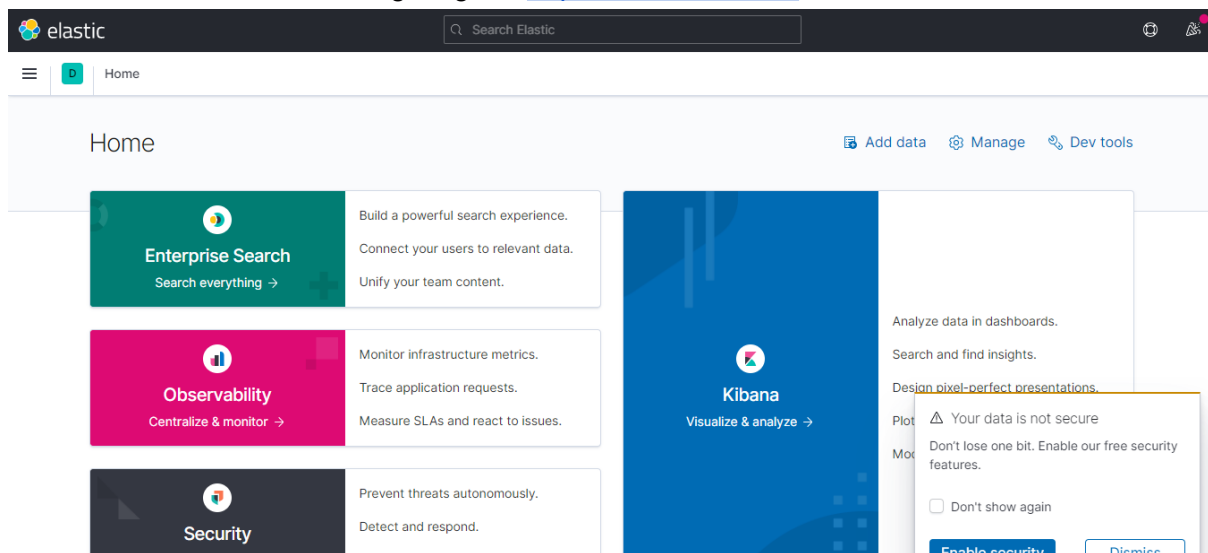 elastic
Search Elastic
D
Home
Home
Add data
Manage
Dev tools
Enterprise Search
Search everything →
Build a powerful search experience.
Connect your users to relevant data.
Unify your team content.
Observability
Centralize & monitor →
Monitor infrastructure metrics.
Trace application requests.
Measure SLAs and react to issues.
Security
Prevent threats autonomously.
Detect and respond.
Kibana
Visualize & analyze →
Analyze data in dashboards.
Search and find insights.
Design pixel-perfect presentations.
Plot
Your data is not secure
Don't lose one bit. Enable our free security
features.
Don't show again
Enable security
Dismiss